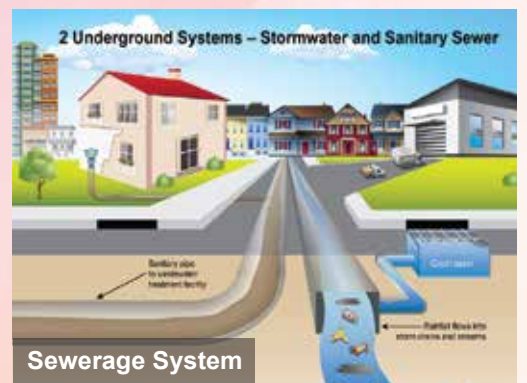 2 Underground Systems – Stormwater and Sanitary Sewer
Sanitary pipe
to wastewater
treatment facility
Catch basin
Rainfall flows into
storm drains and streams
Sewerage System